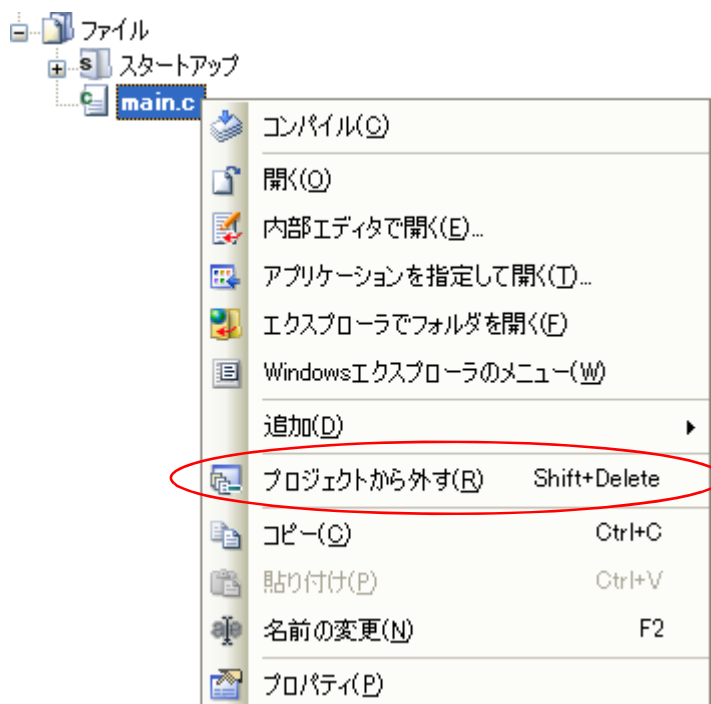 ファイル
スタートアップ
main.c
コンパイル(C)
開く(O)
内部エディタで開く(E)...
アプリケーションを指定して開く(T)...
エクスプローラでフォルダを開く(F)
Windowsエクスプローラのメニュー(W)
追加(D)
プロジェクトから外す(R) Shift+Delete
コピー(C) Ctrl+C
貼り付け(P) Ctrl+V
名前の変更(N) F2
プロパティ(P)